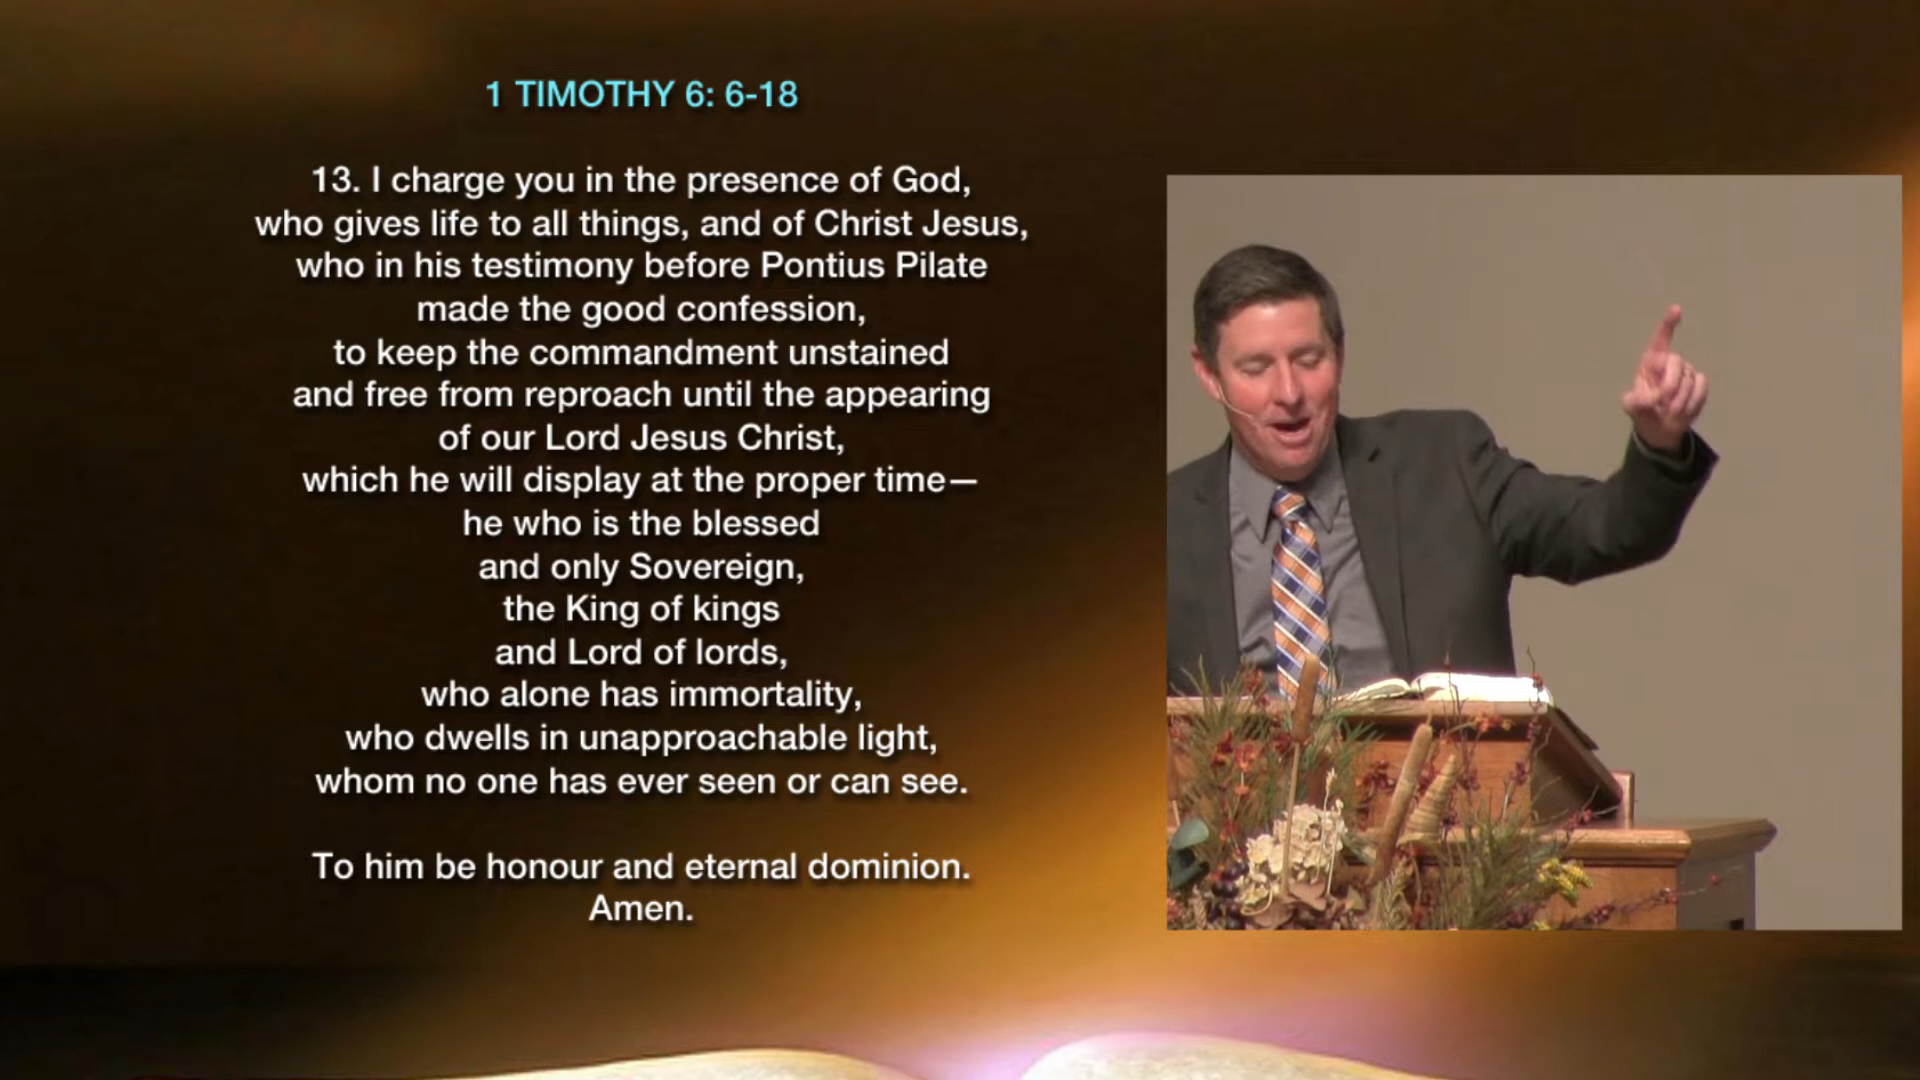 1 TIMOTHY 6: 6-18
13. I charge you in the presence of God,
who gives life to all things, and of Christ Jesus,
who in his testimony before Pontius Pilate
made the good confession,
to keep the commandment unstained
and free from reproach until the appearing
of our Lord Jesus Christ,
which he will display at the proper time—
he who is the blessed
and only Sovereign,
the King of kings
and Lord of lords,
who alone has immortality,
who dwells in unapproachable light,
whom no one has ever seen or can see.
To him be honour and eternal dominion.
Amen.